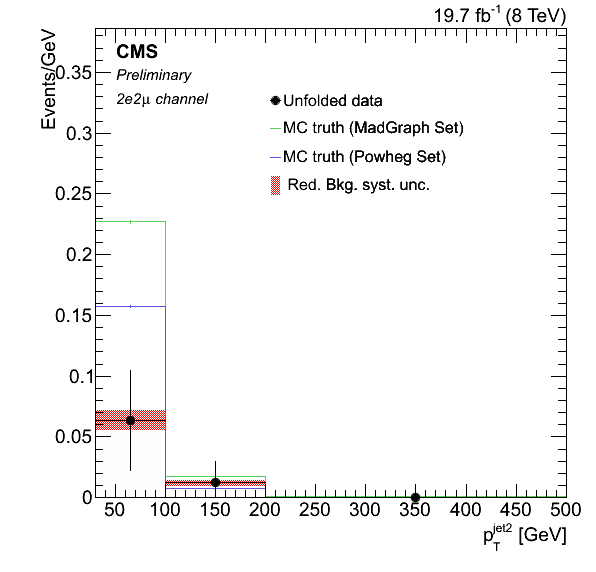 19.7 fb⁻¹ (8 TeV)
Events/GeV
CMS
Preliminary
2e2μ channel
Unfolded data
MC truth (MadGraph Set)
MC truth (Powheg Set)
Red. Bkg. syst. unc.
0.35
0.3
0.25
0.2
0.15
0.1
0.05
0
50 100 150 200 250 300 350 400 450 500
p_T^jet2 [GeV]